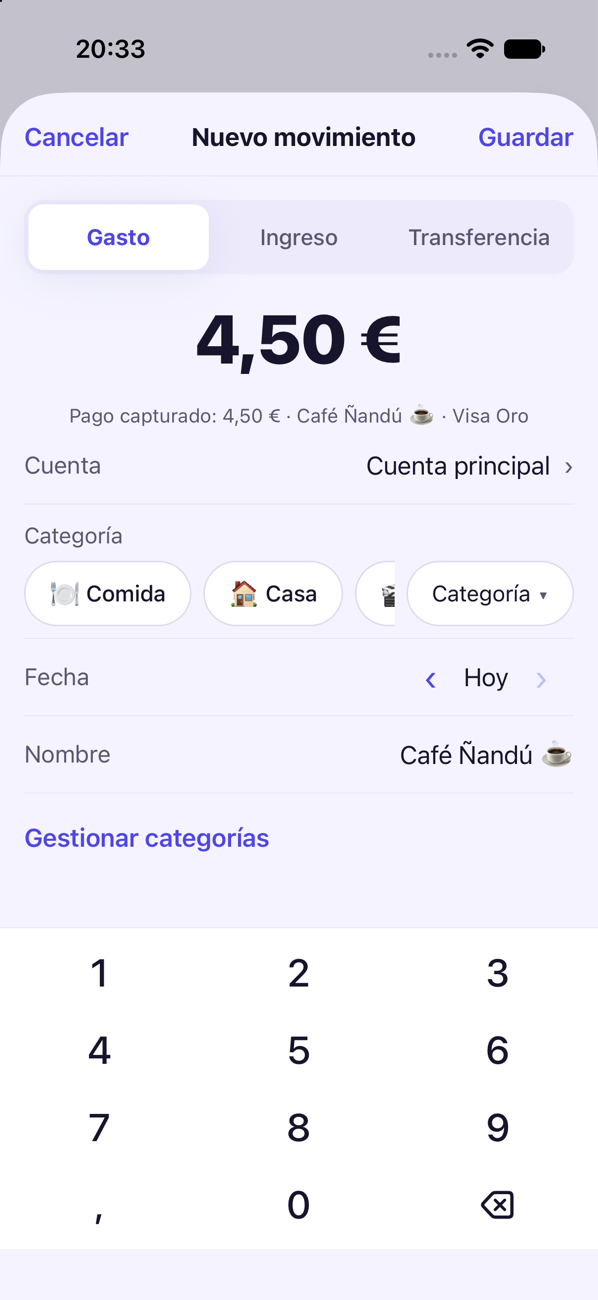 20:33
Cancelar Nuevo movimiento Guardar
Gasto Ingreso Transferencia
4,50 €
Pago capturado: 4,50 € · Café Ñandú ☕ · Visa Oro
Cuenta Cuenta principal ›
Categoría
🍽️ Comida 🏠 Casa 🎬 Categoría ▾
Fecha ‹ Hoy ›
Nombre Café Ñandú ☕
Gestionar categorías
1 2 3
4 5 6
7 8 9
, 0